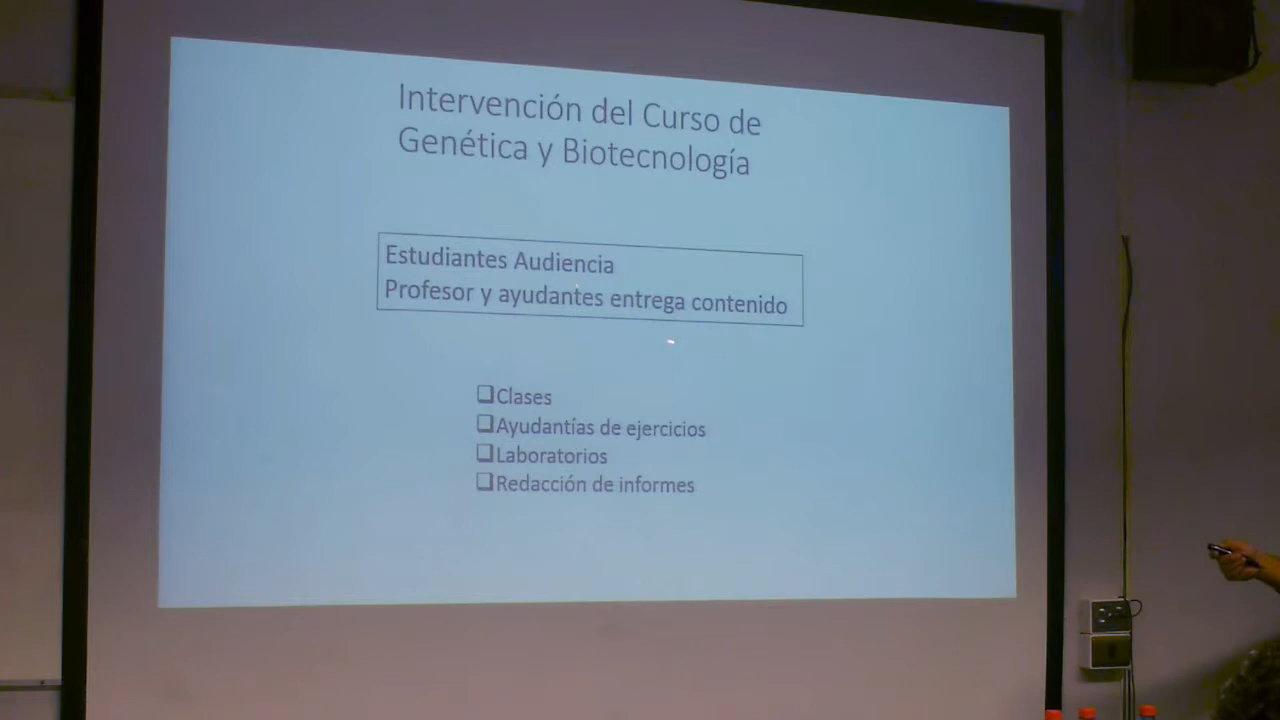 Intervención del Curso de
Genética y Biotecnología
Estudiantes Audiencia
Profesor y ayudantes entrega contenido
❑Clases
❑Ayudantías de ejercicios
❑Laboratorios
❑Redacción de informes